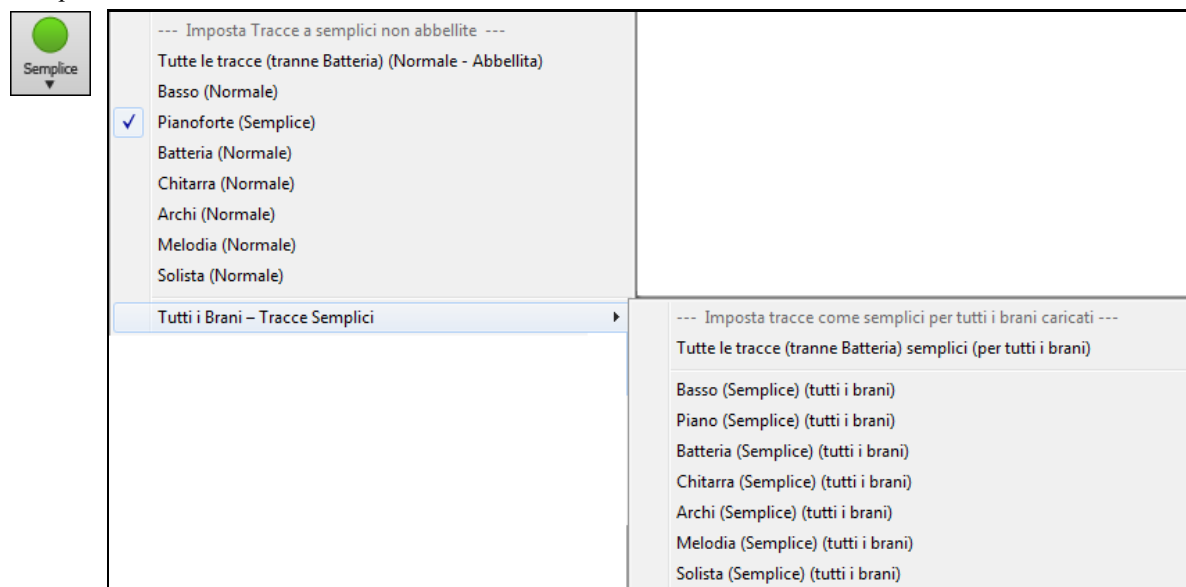 Semplice
--- Imposta Tracce a semplici non abbellite ---
Tutte le tracce (tranne Batteria) (Normale - Abbellita)
Basso (Normale)
Pianoforte (Semplice)
Batteria (Normale)
Chitarra (Normale)
Archi (Normale)
Melodia (Normale)
Solista (Normale)
Tutti i Brani – Tracce Semplici
--- Imposta tracce come semplici per tutti i brani caricati ---
Tutte le tracce (tranne Batteria) semplici (per tutti i brani)
Basso (Semplice) (tutti i brani)
Piano (Semplice) (tutti i brani)
Batteria (Semplice) (tutti i brani)
Chitarra (Semplice) (tutti i brani)
Archi (Semplice) (tutti i brani)
Melodia (Semplice) (tutti i brani)
Solista (Semplice) (tutti i brani)